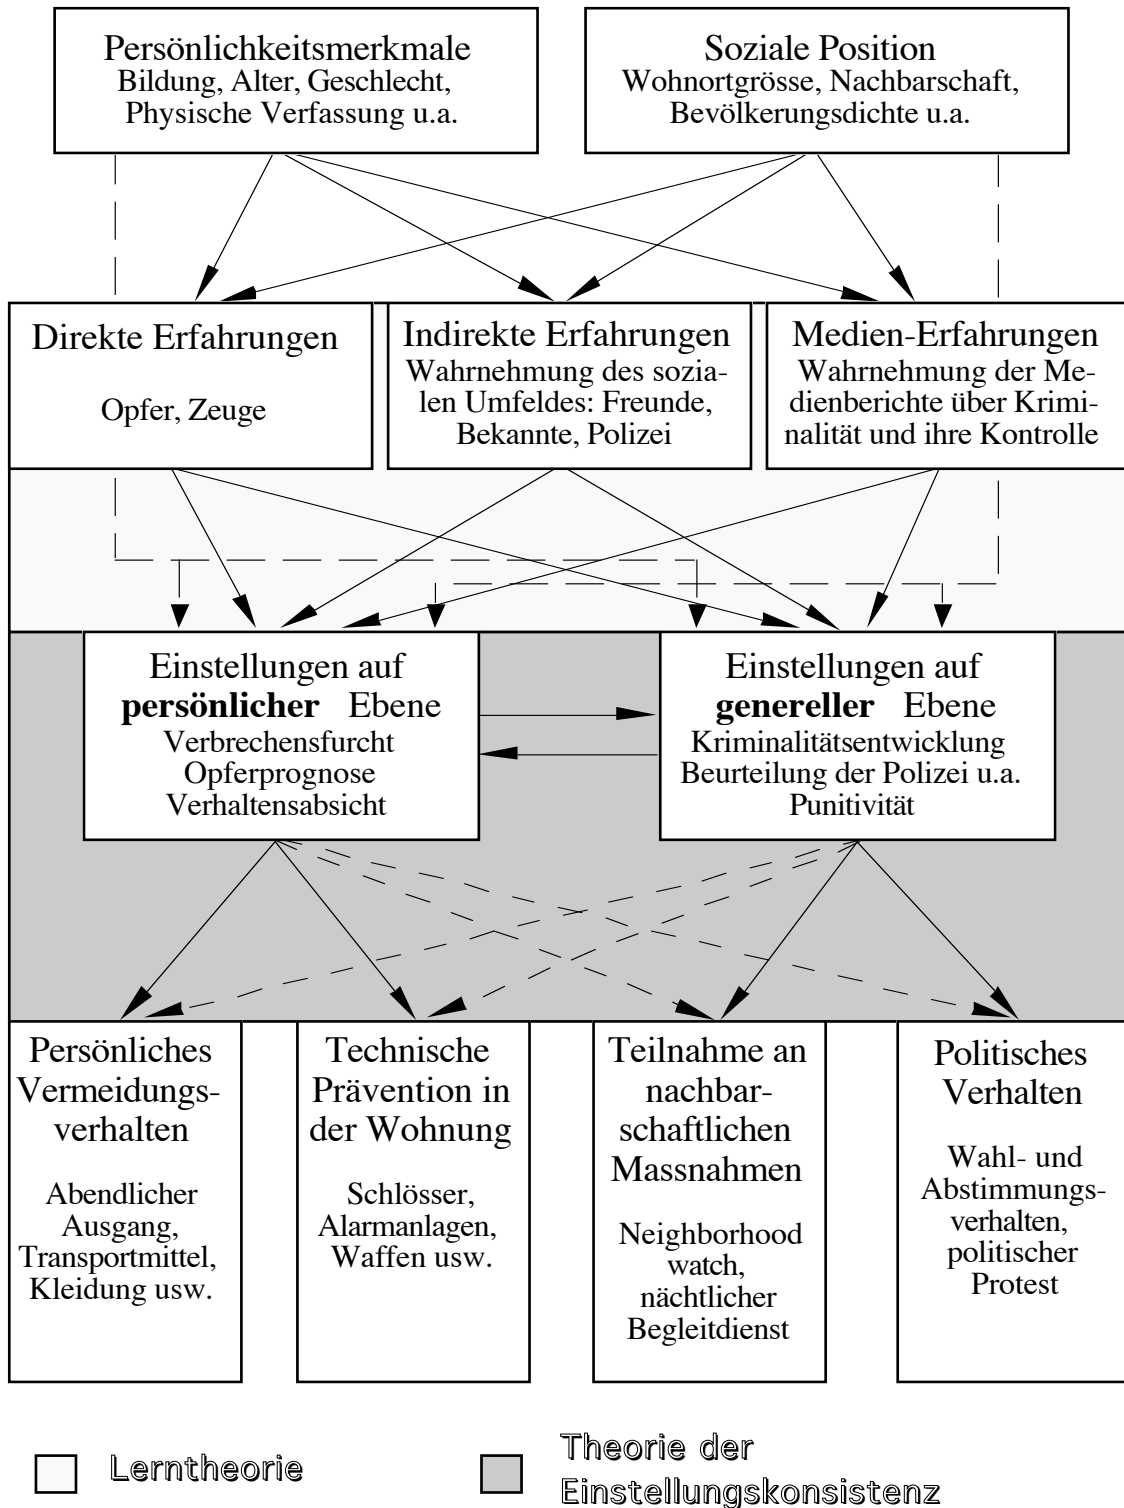 Persönlichkeitsmerkmale
Bildung, Alter, Geschlecht,
Physische Verfassung u.a.
Soziale Position
Wohnortgrösse, Nachbarschaft,
Bevölkerungsdichte u.a.
Direkte Erfahrungen
Opfer, Zeuge
Indirekte Erfahrungen
Wahrnehmung des sozia-
len Umfeldes: Freunde,
Bekannte, Polizei
Medien-Erfahrungen
Wahrnehmung der Me-
dienberichte über Krimi-
nalität und ihre Kontrolle
Einstellungen auf
persönlicher Ebene
Verbrechensfurcht
Opferprognose
Verhaltensabsicht
Einstellungen auf
genereller Ebene
Kriminalitätsentwicklung
Beurteilung der Polizei u.a.
Punitivität
Persönliches
Vermeidungs-
verhalten
Abendlicher
Ausgang,
Transportmittel,
Kleidung usw.
Technische
Prävention in
der Wohnung
Schlösser,
Alarmanlagen,
Waffen usw.
Teilnahme an
nachbar-
schaftlichen
Massnahmen
Neighborhood
watch,
nächtlicher
Begleitdienst
Politisches
Verhalten
Wahl- und
Abstimmungs-
verhalten,
politischer
Protest
Lerntheorie
Theorie der
Einstellungskonsistenz